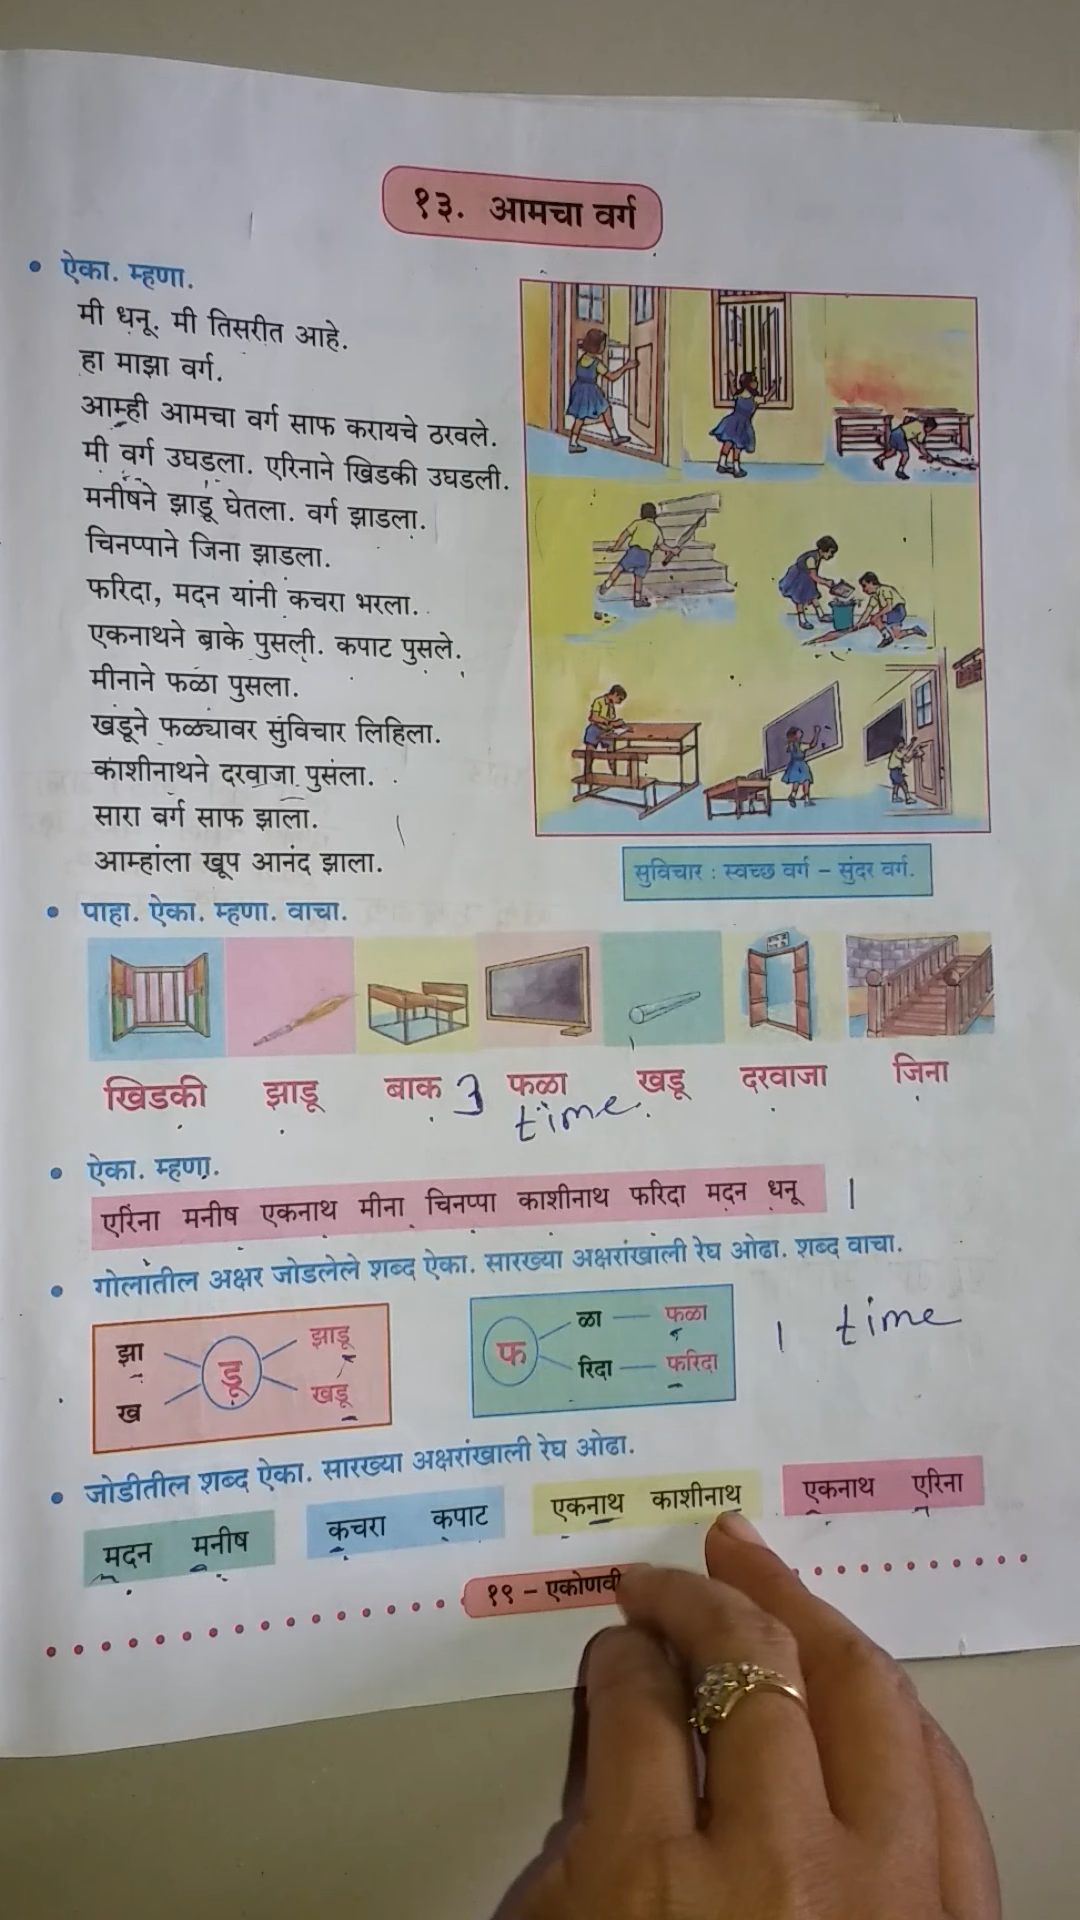 १३. आमचा वर्ग
• ऐका. म्हणा.
मी धनू. मी तिसरीत आहे.
हा माझा वर्ग.
आम्ही आमचा वर्ग साफ करायचे ठरवले.
मी वर्ग उघडला. एरिनाने खिडकी उघडली.
मनीषने झाडू घेतला. वर्ग झाडला.
चिनप्पाने जिना झाडला.
फरिदा, मदन यांनी कचरा भरला.
एकनाथने बाके पुसली. कपाट पुसले.
मीनाने फळा पुसला.
खडूने फळ्यावर सुविचार लिहिला.
काशीनाथने दरवाजा पुसला.
सारा वर्ग साफ झाला.
आम्हांला खूप आनंद झाला.
सुविचार : स्वच्छ वर्ग – सुंदर वर्ग.
• पाहा. ऐका. म्हणा. वाचा.
खिडकी झाडू बाक फळा खडू दरवाजा जिना
3 time
• ऐका. म्हणा.
एरिना मनीष एकनाथ मीना चिनप्पा काशीनाथ फरिदा मदन धनू
• गोलांतील अक्षर जोडलेले शब्द ऐका. सारख्या अक्षरांखाली रेघ ओढा. शब्द वाचा.
झा डू झाडू
ख खडू
फ ळा फळा
रिदा फरिदा
1 time
• जोडीतील शब्द ऐका. सारख्या अक्षरांखाली रेघ ओढा.
मदन मनीष कचरा कपाट एकनाथ काशीनाथ एकनाथ एरिना
१९ –